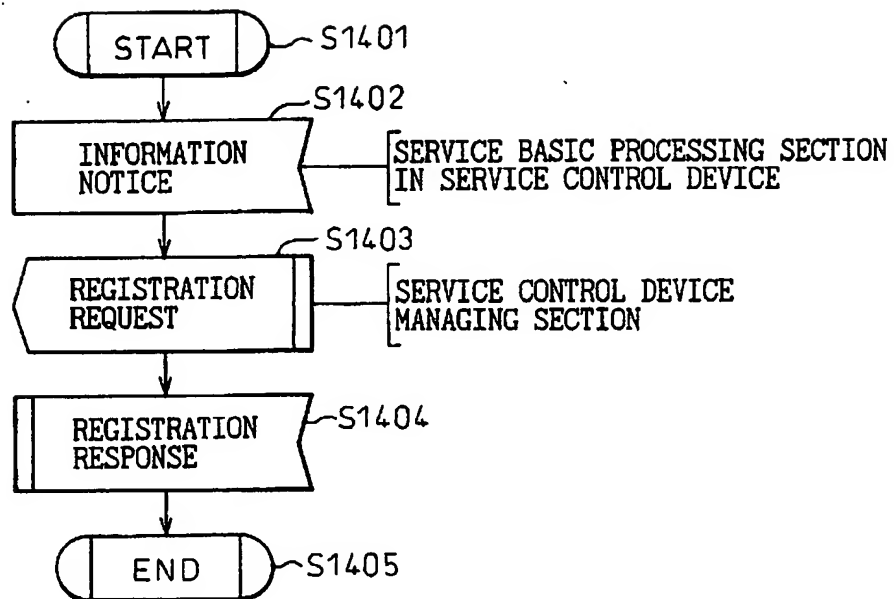 START
S1401
S1402
INFORMATION
NOTICE
SERVICE BASIC PROCESSING SECTION
IN SERVICE CONTROL DEVICE
S1403
REGISTRATION
REQUEST
SERVICE CONTROL DEVICE
MANAGING SECTION
REGISTRATION
RESPONSE
S1404
END
S1405